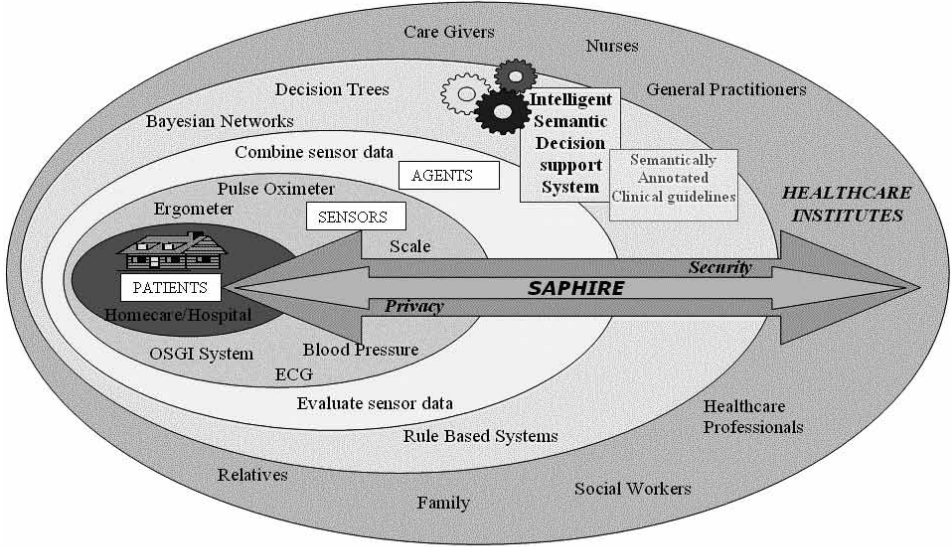 Care Givers
Nurses
Decision Trees
General Practitioners
Bayesian Networks
Intelligent
Semantic
Decision
support
System
Combine sensor data
Semantically
Annotated
Clinical guidelines
AGENTS
Pulse Oximeter
HEALTHCARE
INSTITUTES
Ergometer
SENSORS
Scale
Security
PATIENTS
SAPHIRE
Privacy
Homecare/Hospital
OSGI System
Blood Pressure
ECG
Evaluate sensor data
Healthcare
Professionals
Rule Based Systems
Relatives
Family
Social Workers